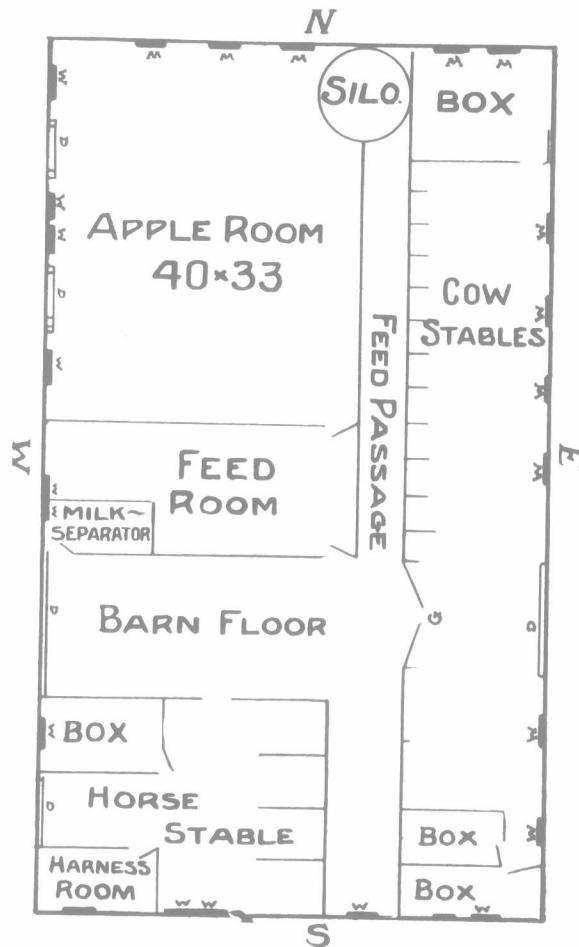 N
W W W W W
SILO.
BOX
W
D
W
W
D
W
APPLE ROOM
40×33
W
W
W
W
COW
STABLES
FEED PASSAGE
W
E
FEED
ROOM
W
W
MILK~
SEPARATOR
D
BARN FLOOR
G
D
W
BOX
W
D
HORSE
STABLE
W
BOX
HARNESS
ROOM
BOX
W W W W W
S